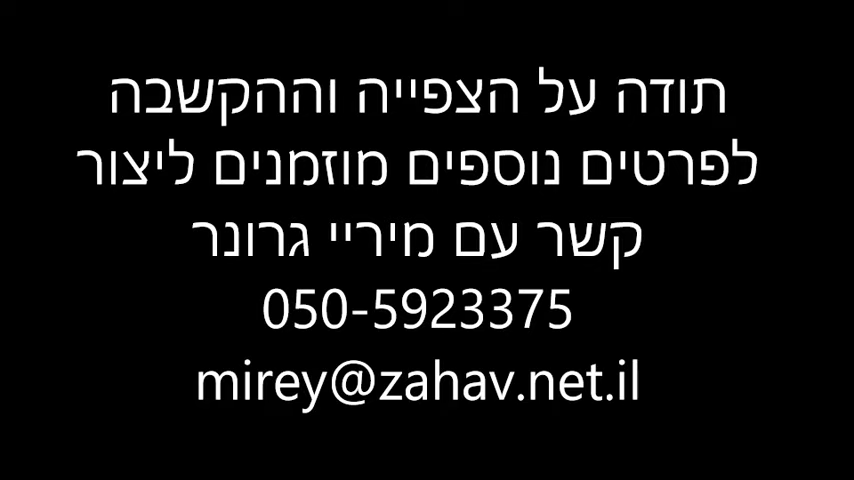 תודה על הצפייה וההקשבה
לפרטים נוספים מוזמנים ליצור
קשר עם מיריי גרונר
050-5923375
mirey@zahav.net.il